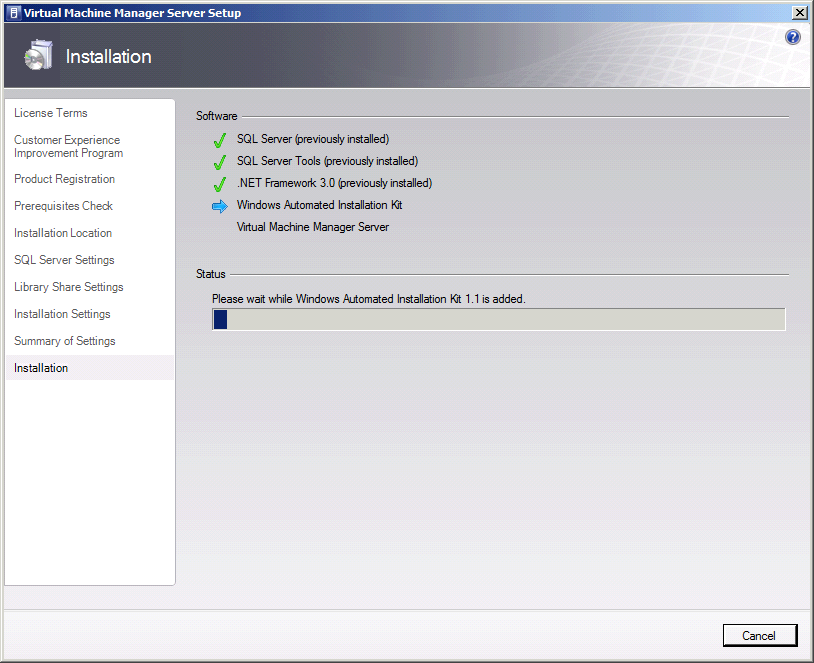 Virtual Machine Manager Server Setup
Installation
License Terms
Customer Experience
Improvement Program
Product Registration
Prerequisites Check
Installation Location
SQL Server Settings
Library Share Settings
Installation Settings
Summary of Settings
Installation
Software
SQL Server (previously installed)
SQL Server Tools (previously installed)
.NET Framework 3.0 (previously installed)
Windows Automated Installation Kit
Virtual Machine Manager Server
Status
Please wait while Windows Automated Installation Kit 1.1 is added.
Cancel